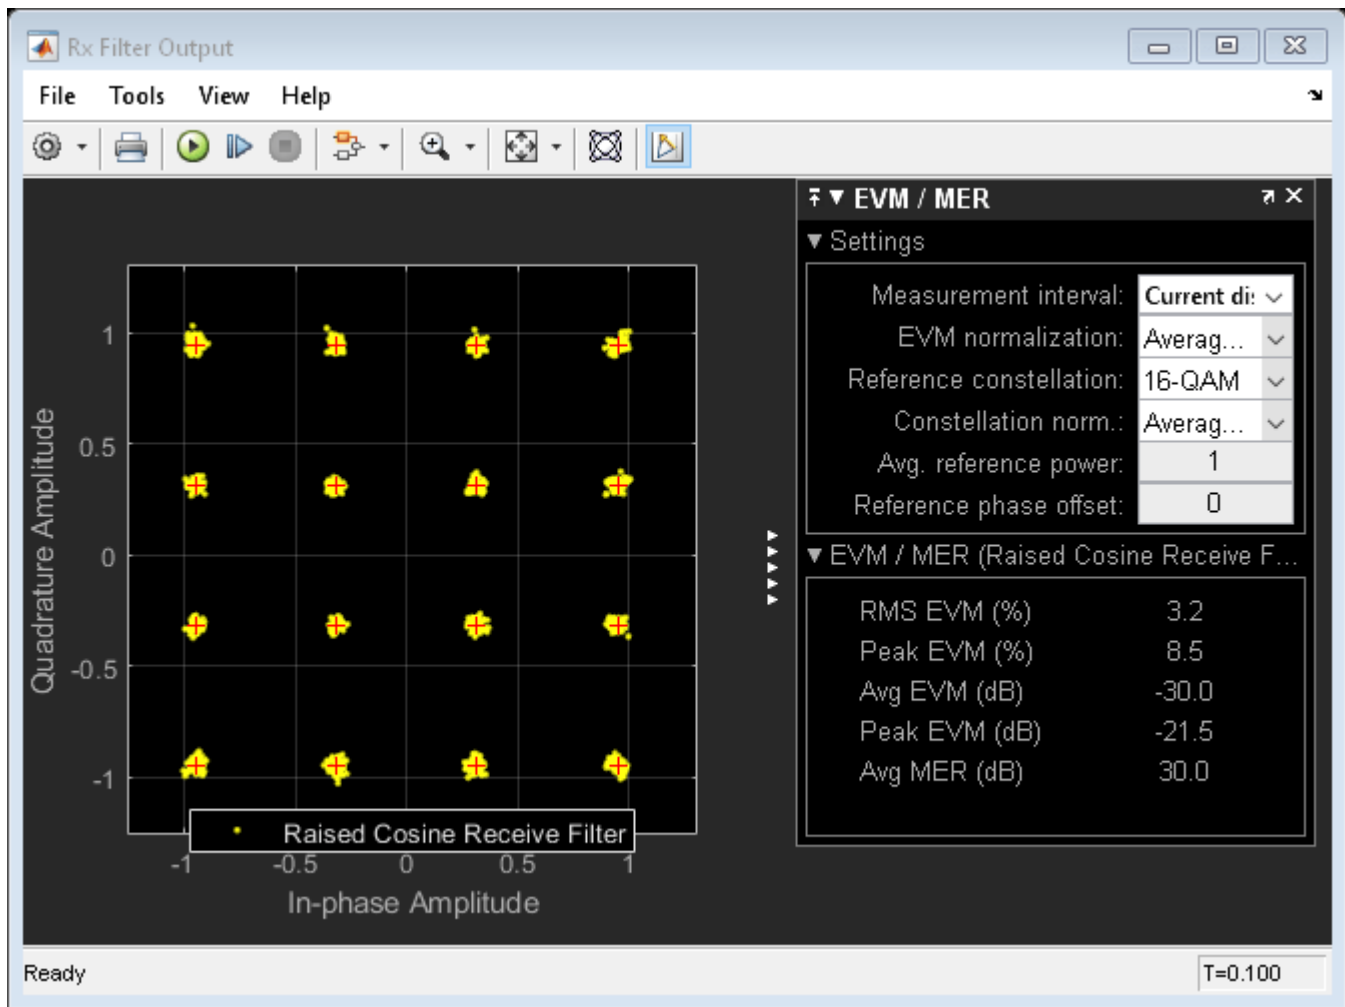 Rx Filter Output
File Tools View Help
EVM / MER
Settings
Measurement interval: Current di:
EVM normalization: Averag...
Reference constellation: 16-QAM
Constellation norm.: Averag...
Avg. reference power: 1
Reference phase offset: 0
EVM / MER (Raised Cosine Receive F...
RMS EVM (%) 3.2
Peak EVM (%) 8.5
Avg EVM (dB) -30.0
Peak EVM (dB) -21.5
Avg MER (dB) 30.0
Quadrature Amplitude
1
0.5
0
-0.5
-1
Raised Cosine Receive Filter
-1 -0.5 0 0.5 1
In-phase Amplitude
Ready T=0.100